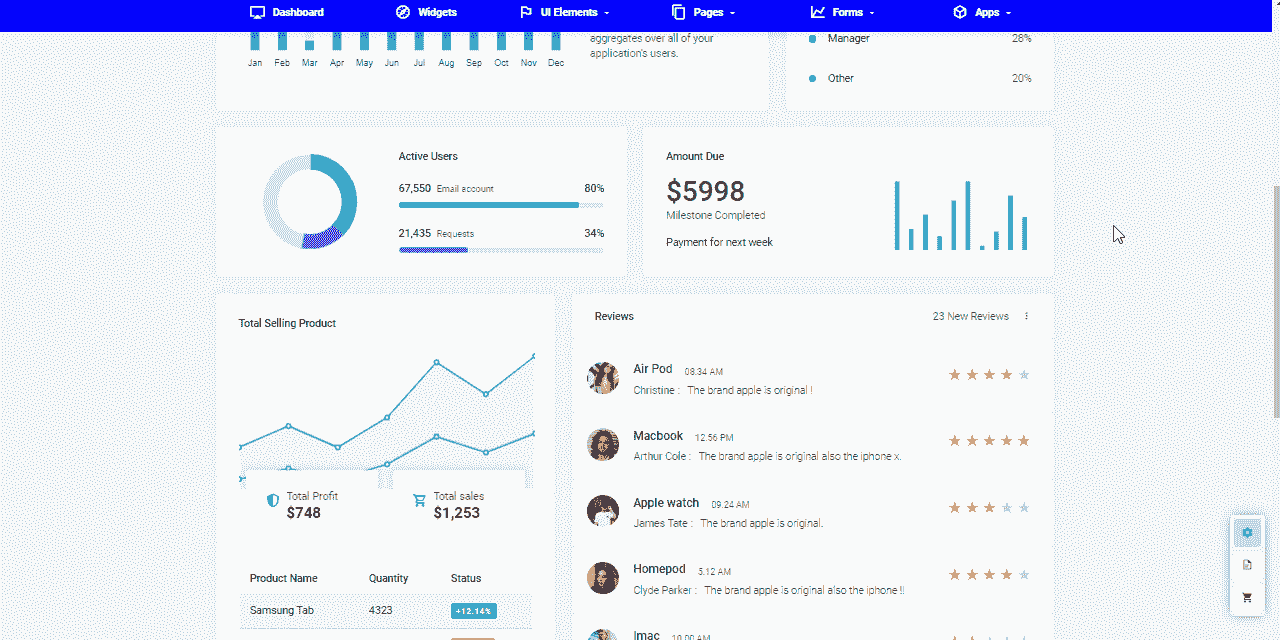 Dashboard Widgets UI Elements Pages Forms Apps
Jan Feb Mar Apr May Jun Jul Aug Sep Oct Nov Dec
aggregates over all of your
application's users.
Manager 28%
Other 20%
Active Users
67,550 Email account 80%
21,435 Requests 34%
Amount Due
$5998
Milestone Completed
Payment for next week
Total Selling Product
Total Profit
$748
Total sales
$1,253
Product Name Quantity Status
Samsung Tab 4323 +12.14%
Reviews 23 New Reviews
Air Pod 08.34 AM
Christine : The brand apple is original !
Macbook 12.56 PM
Arthur Cole : The brand apple is original also the iphone x.
Apple watch 09.24 AM
James Tate : The brand apple is original.
Homepod 5.12 AM
Clyde Parker : The brand apple is original also the iphone !!
Imac 10.00 AM